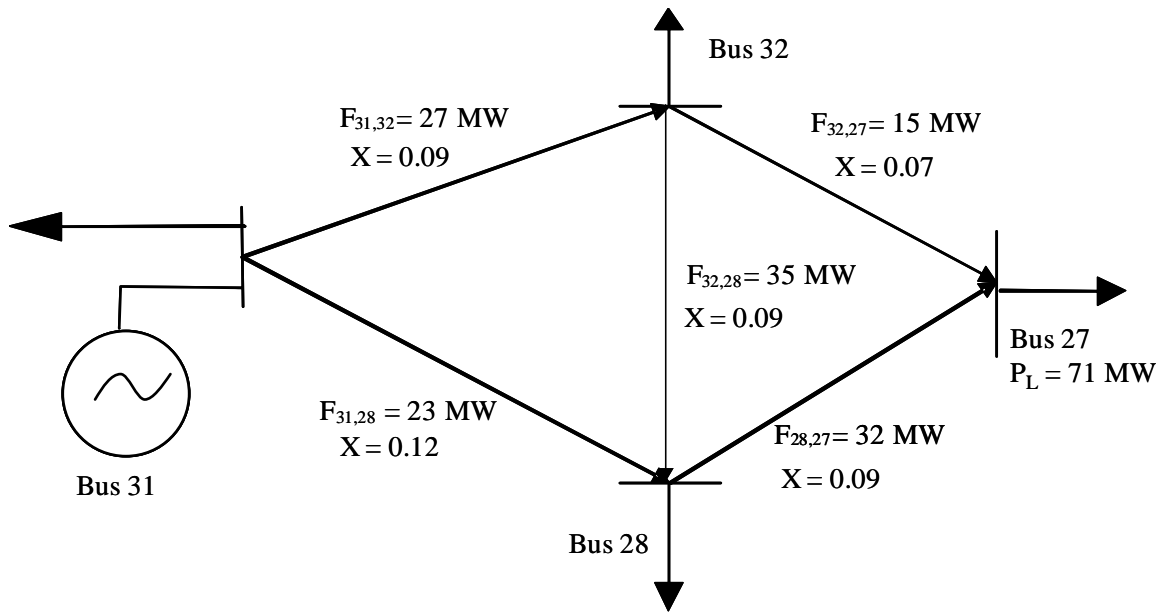 Bus 32
F31,32= 27 MW
X = 0.09
F32,27= 15 MW
X = 0.07
F32,28= 35 MW
X = 0.09
Bus 27
PL = 71 MW
F31,28 = 23 MW
X = 0.12
F28,27= 32 MW
X = 0.09
Bus 31
Bus 28